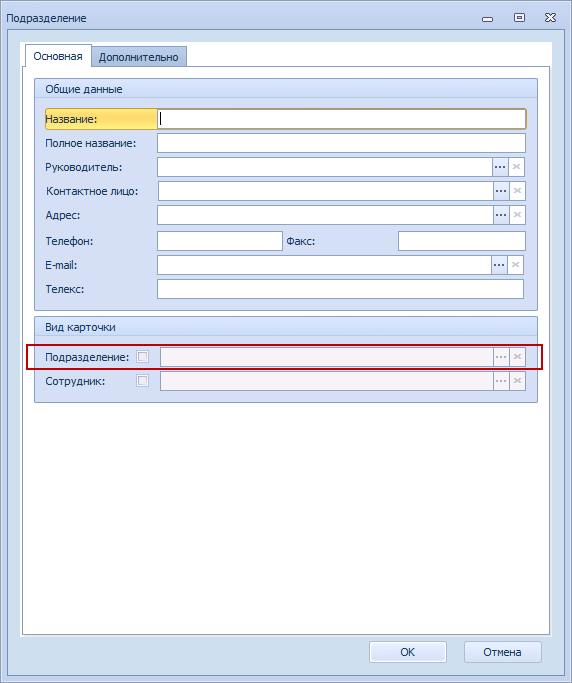 Подразделение
Основная Дополнительно
Общие данные
Название:
Полное название:
Руководитель:
Контактное лицо:
Адрес:
Телефон: Факс:
E-mail:
Телекс:
Вид карточки
Подразделение:
Сотрудник:
OK Отмена